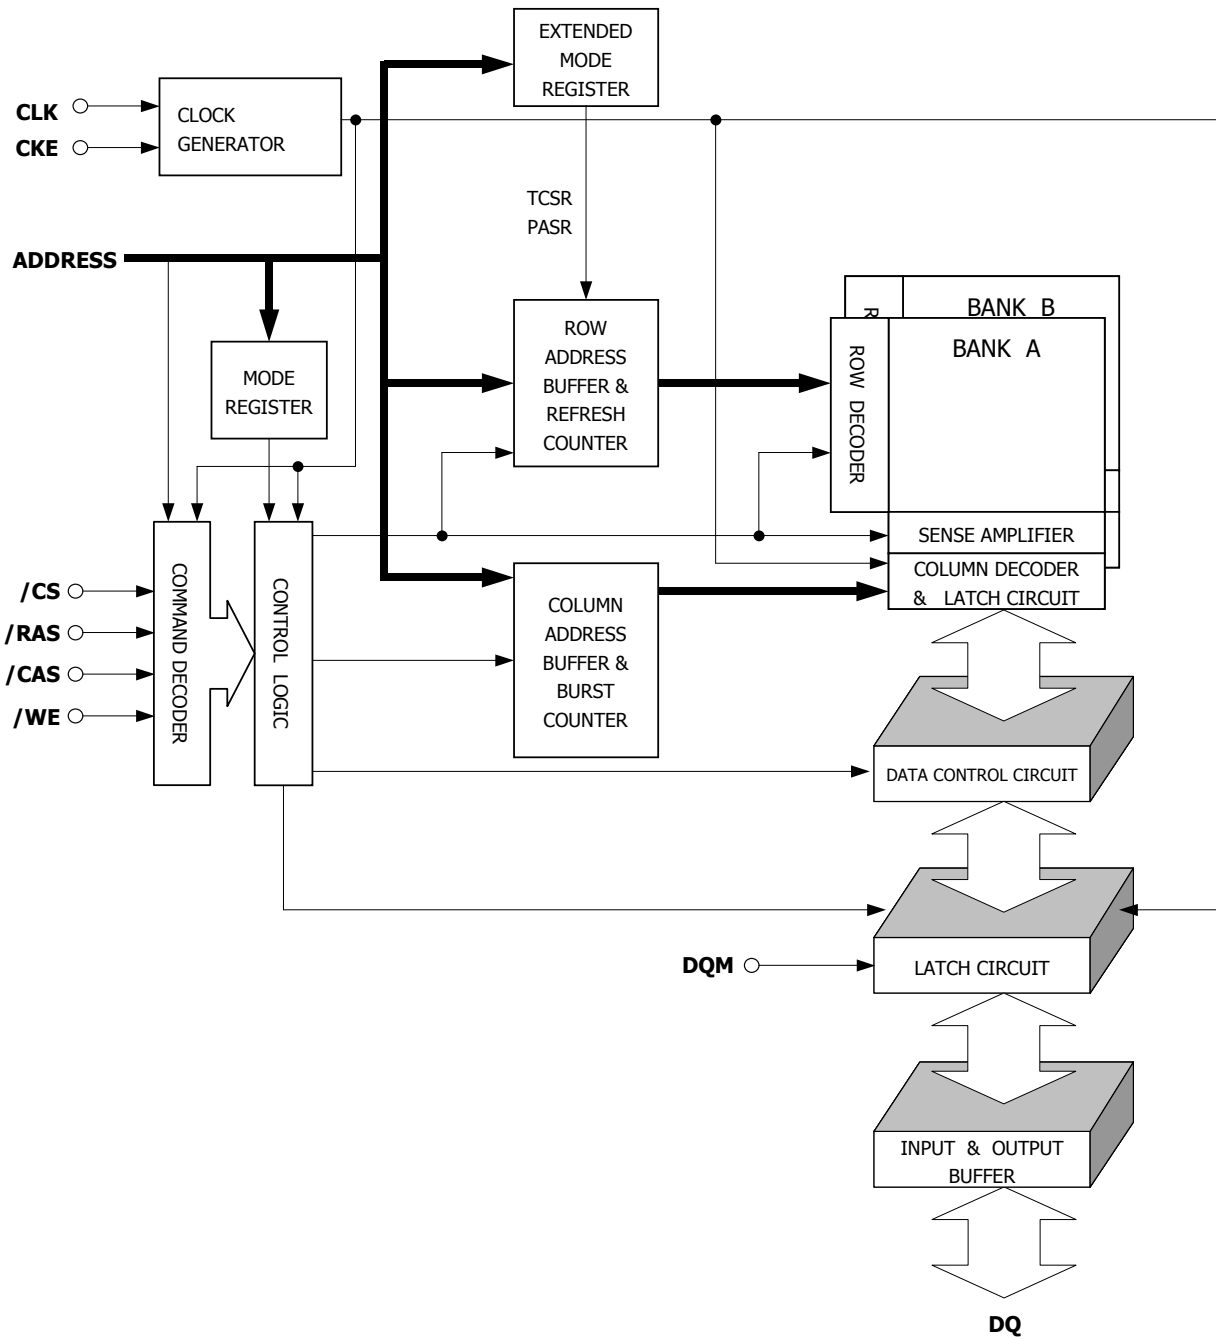 EXTENDED
MODE
REGISTER
CLK
CKE
CLOCK
GENERATOR
TCSR
PASR
ADDRESS
MODE
REGISTER
ROW
ADDRESS
BUFFER &
REFRESH
COUNTER
BANK B
R
BANK A
ROW DECODER
SENSE AMPLIFIER
COLUMN DECODER
& LATCH CIRCUIT
/CS
/RAS
/CAS
/WE
COMMAND DECODER
CONTROL LOGIC
COLUMN
ADDRESS
BUFFER &
BURST
COUNTER
DATA CONTROL CIRCUIT
DQM
LATCH CIRCUIT
INPUT & OUTPUT
BUFFER
DQ